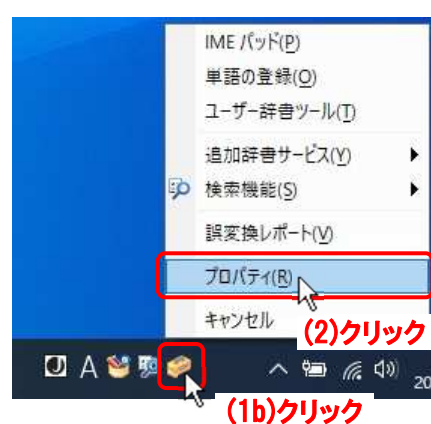 IME パッド(P)
単語の登録(O)
ユーザー辞書ツール(T)
追加辞書サービス(Y)
検索機能(S)
誤変換レポート(V)
プロパティ(R)
キャンセル
(2)クリック
A
20
(1b)クリック